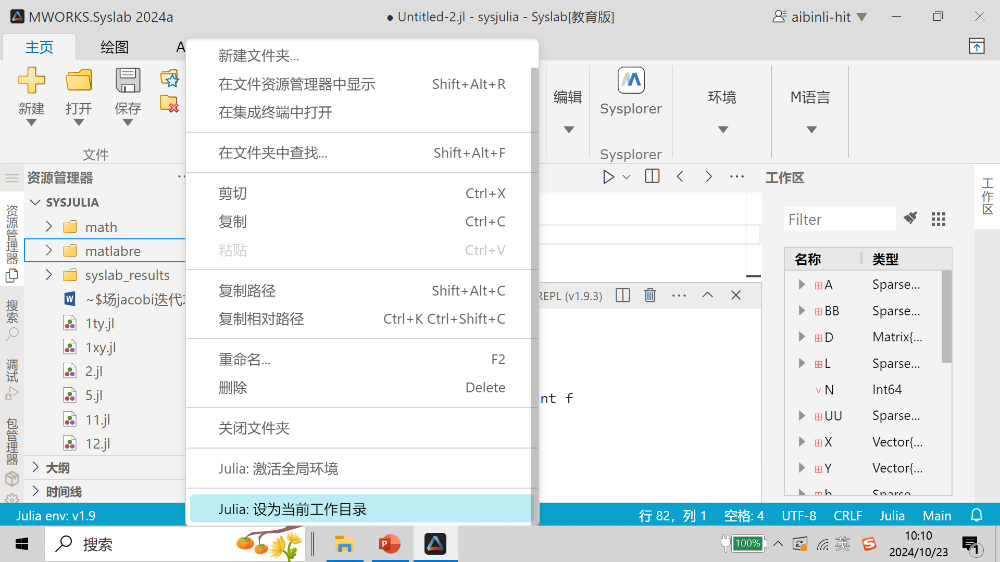 MWORKS.Syslab 2024a
● Untitled-2.jl - sysjulia - Syslab[教育版]
aibinli-hit
主页
绘图
A
新建
打开
保存
文件
新建文件夹...
在文件资源管理器中显示 Shift+Alt+R
在集成终端中打开
在文件夹中查找... Shift+Alt+F
剪切 Ctrl+X
复制 Ctrl+C
粘贴 Ctrl+V
复制路径 Shift+Alt+C
复制相对路径 Ctrl+K Ctrl+Shift+C
重命名... F2
删除 Delete
关闭文件夹
Julia: 激活全局环境
Julia: 设为当前工作目录
编辑
Sysplorer
Sysplorer
环境
M语言
资源管理器
搜索
调试
包管理器
资源管理器
SYSJULIA
math
matlabre
syslab_results
~$场jacobi迭代
1ty.jl
1xy.jl
2.jl
5.jl
11.jl
12.jl
大纲
时间线
REPL (v1.9.3)
nt f
工作区
工作区
Filter
名称 类型
A Sparse...
BB Sparse...
D Matrix{...
L Sparse...
N Int64
UU Sparse...
X Vector{...
Y Vector{...
b Sparse...
Julia env: v1.9
行 82，列 1
空格: 4
UTF-8
CRLF
Julia
Main
搜索
100%
英
10:10
2024/10/23
1